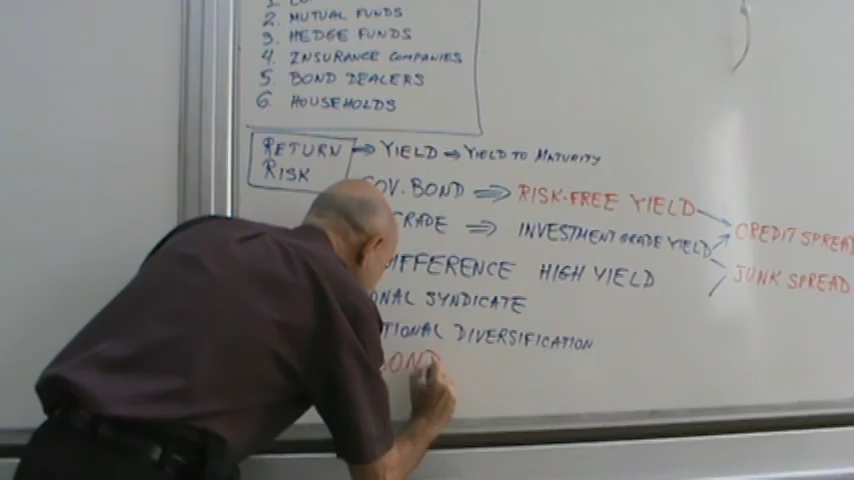 2. MUTUAL FUNDS
3. HEDGE FUNDS
4. INSURANCE COMPANIES
5. BOND DEALERS
6. HOUSEHOLDS
RETURN → YIELD → YIELD TO MATURITY
RISK
GOV. BOND ⇒ RISK-FREE YIELD
GRADE ⇒ INVESTMENT GRADE YIELD
CREDIT SPREAD
DIFFERENCE HIGH YIELD
JUNK SPREAD
ONAL SYNDICATE
TIONAL DIVERSIFICATION
BOND